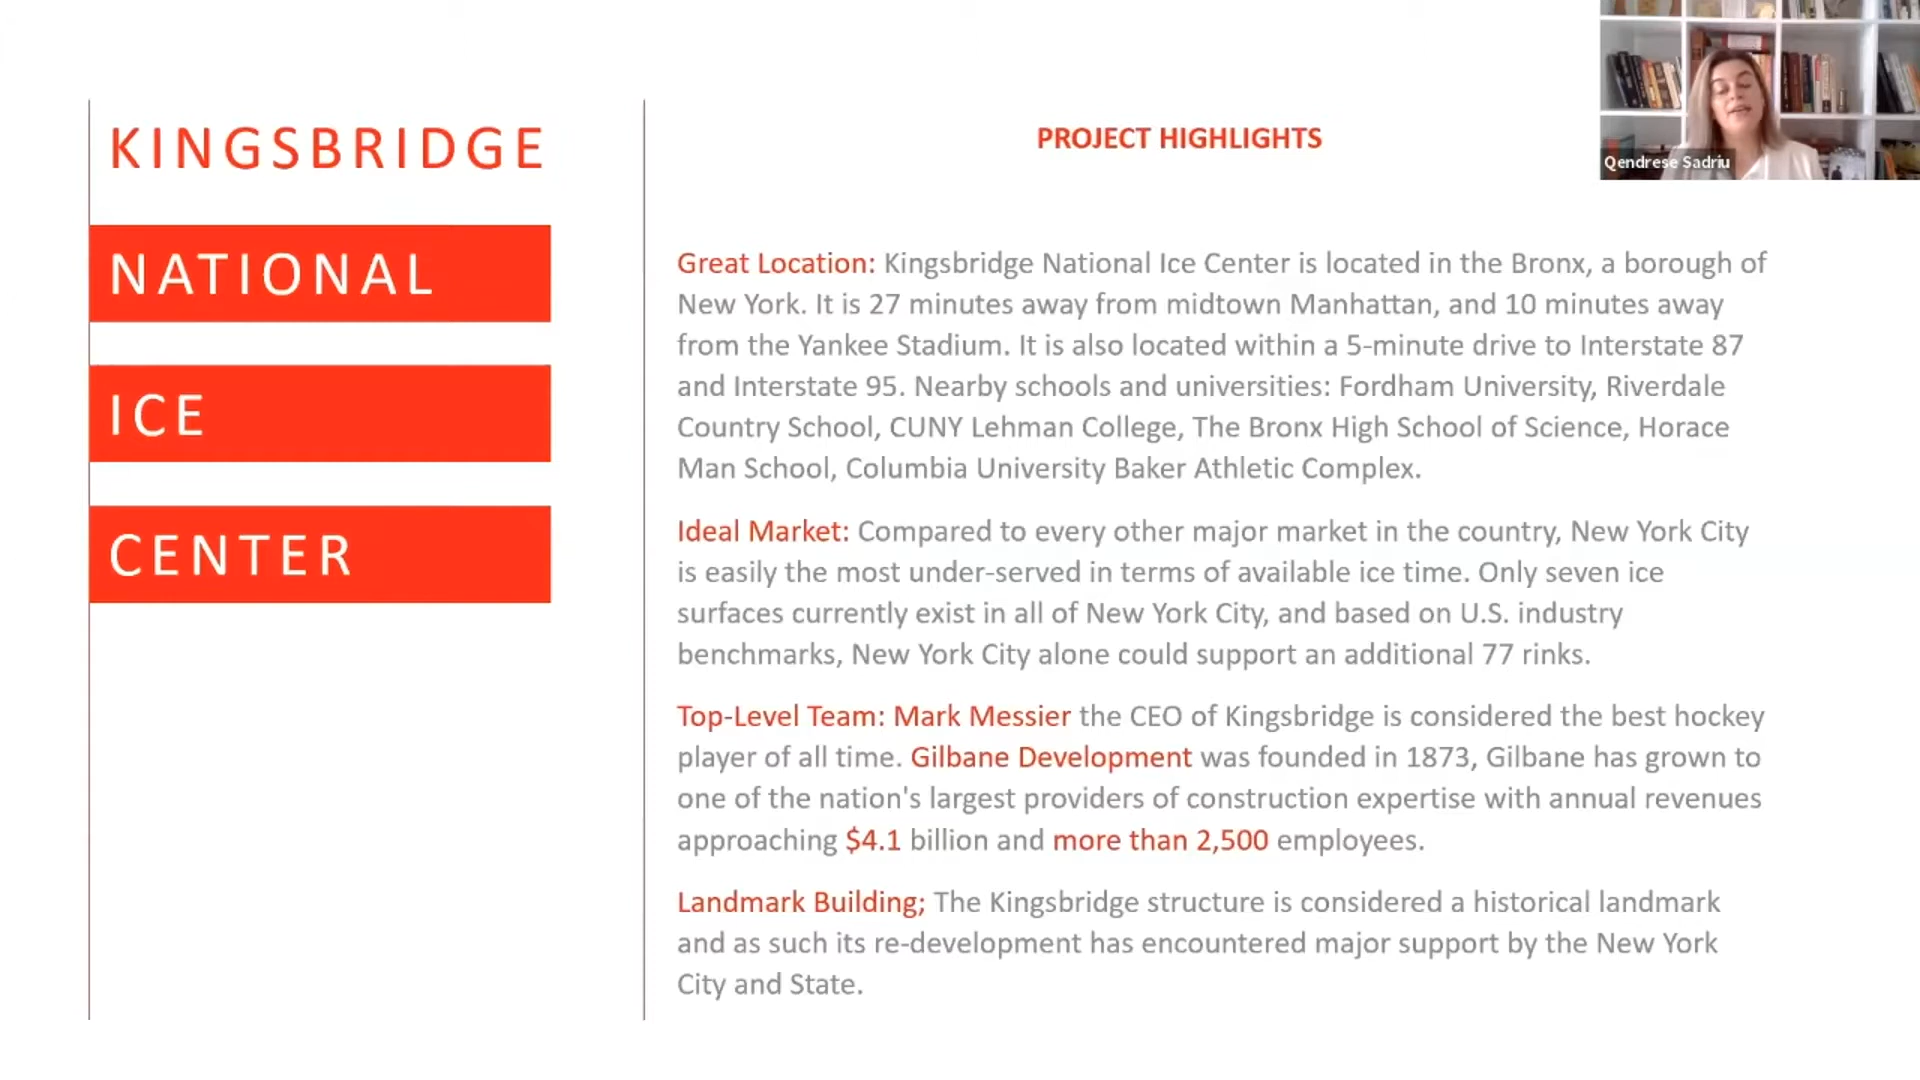 KINGSBRIDGE
NATIONAL
ICE
CENTER
PROJECT HIGHLIGHTS
Great Location: Kingsbridge National Ice Center is located in the Bronx, a borough of
New York. It is 27 minutes away from midtown Manhattan, and 10 minutes away
from the Yankee Stadium. It is also located within a 5-minute drive to Interstate 87
and Interstate 95. Nearby schools and universities: Fordham University, Riverdale
Country School, CUNY Lehman College, The Bronx High School of Science, Horace
Man School, Columbia University Baker Athletic Complex.
Ideal Market: Compared to every other major market in the country, New York City
is easily the most under-served in terms of available ice time. Only seven ice
surfaces currently exist in all of New York City, and based on U.S. industry
benchmarks, New York City alone could support an additional 77 rinks.
Top-Level Team: Mark Messier the CEO of Kingsbridge is considered the best hockey
player of all time. Gilbane Development was founded in 1873, Gilbane has grown to
one of the nation's largest providers of construction expertise with annual revenues
approaching $4.1 billion and more than 2,500 employees.
Landmark Building; The Kingsbridge structure is considered a historical landmark
and as such its re-development has encountered major support by the New York
City and State.
Qendrese Sadriu